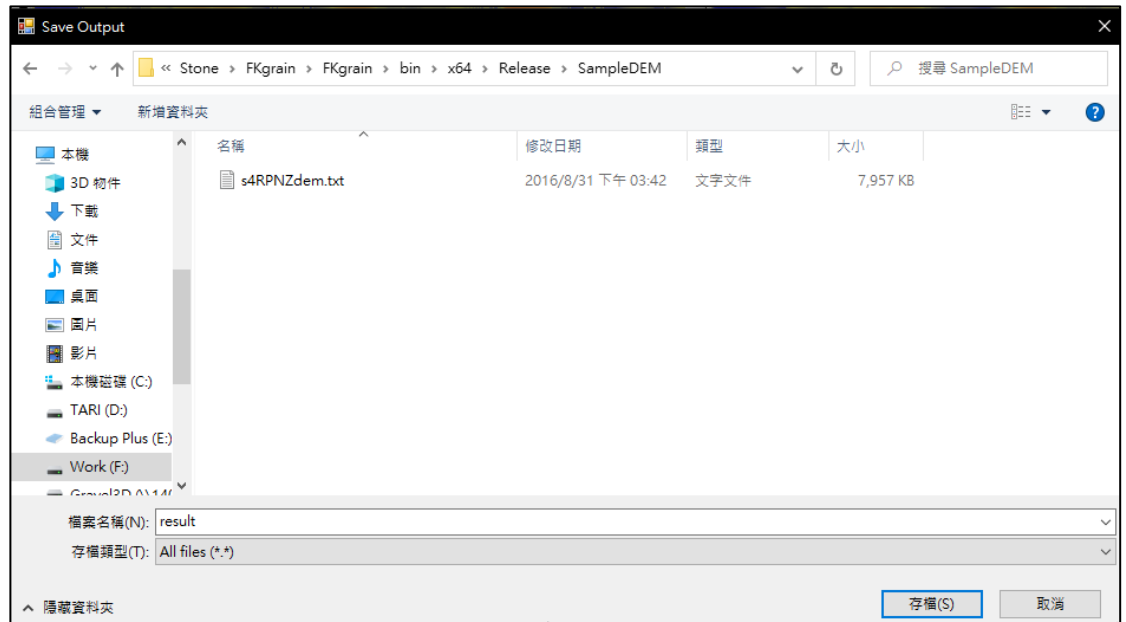 Save Output
« Stone › FKgrain › FKgrain › bin › x64 › Release › SampleDEM
搜尋 SampleDEM
組合管理 新增資料夾
名稱 修改日期 類型 大小
s4RPNZdem.txt 2016/8/31 下午 03:42 文字文件 7,957 KB
本機
3D 物件
下載
文件
音樂
桌面
圖片
影片
本機磁碟 (C:)
TARI (D:)
Backup Plus (E:)
Work (F:)
檔案名稱(N): result
存檔類型(T): All files (*.*)
隱藏資料夾 存檔(S) 取消